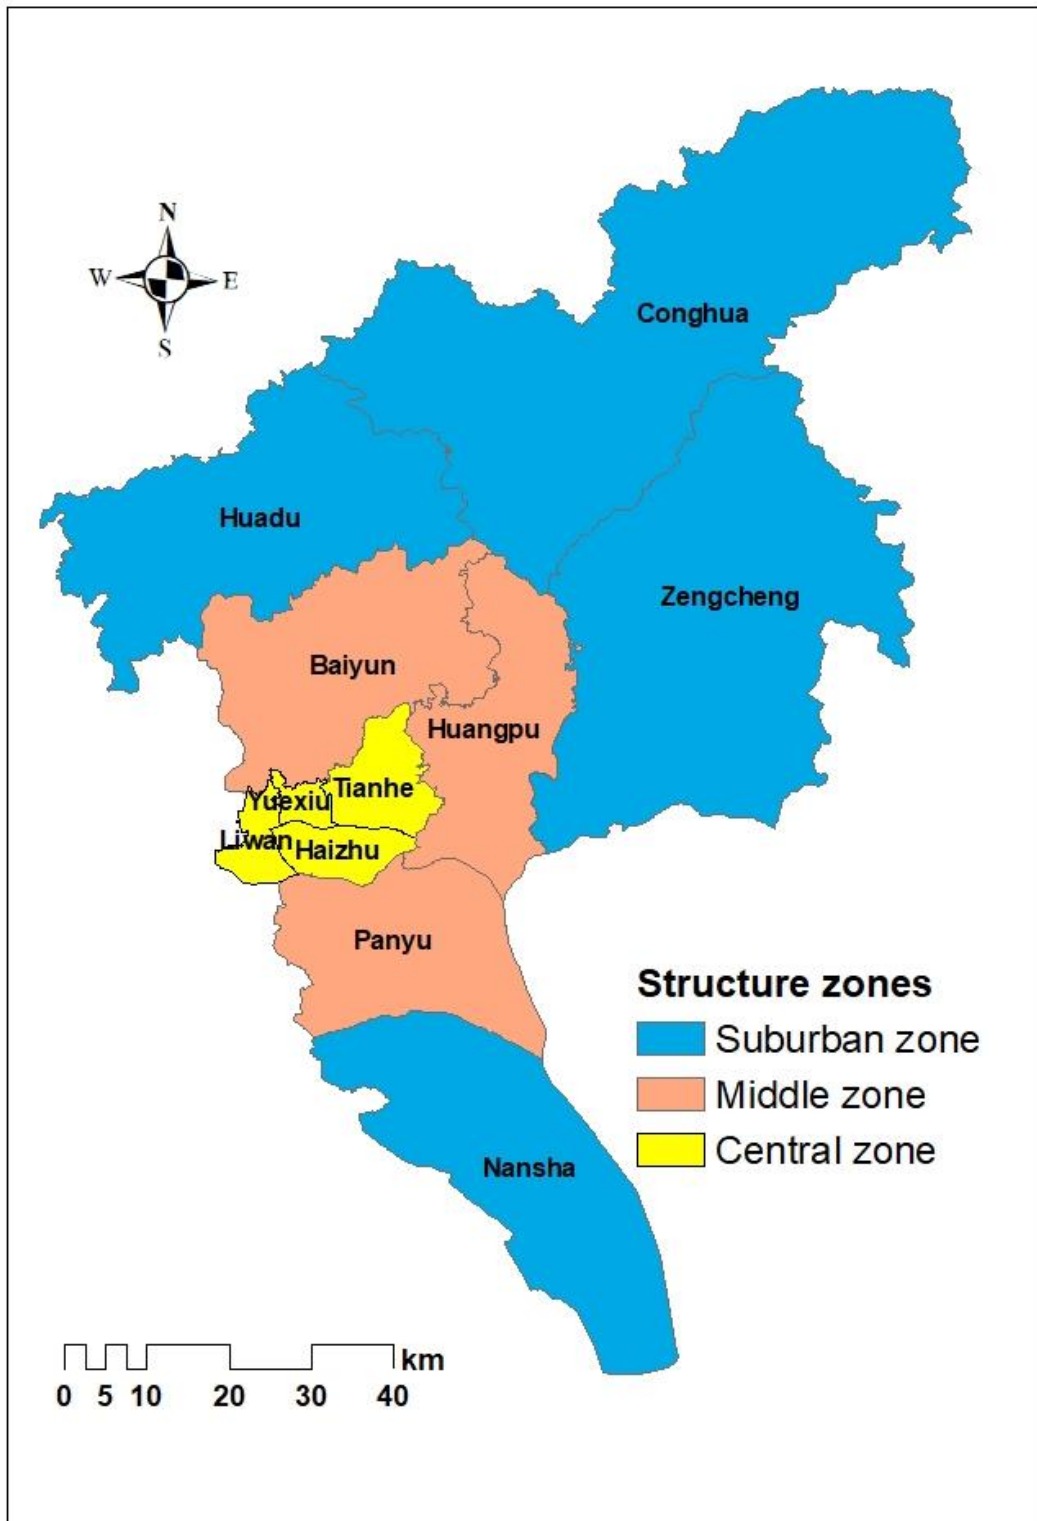 N
W E
S
Conghua
Huadu
Zengcheng
Baiyun
Huangpu
Tianhe
Yuexiu
Liwan
Haizhu
Panyu
Structure zones
Suburban zone
Middle zone
Central zone
Nansha
km
0 5 10 20 30 40